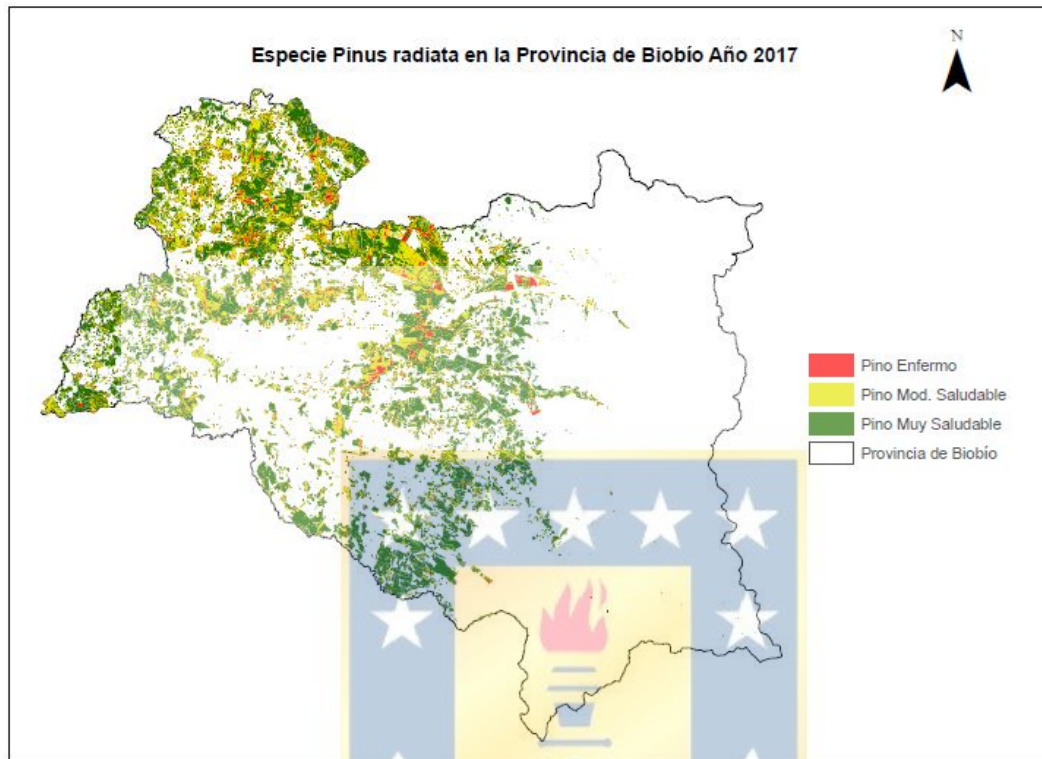 Especie Pinus radiata en la Provincia de Biobío Año 2017
N
Pino Enfermo
Pino Mod. Saludable
Pino Muy Saludable
Provincia de Biobío